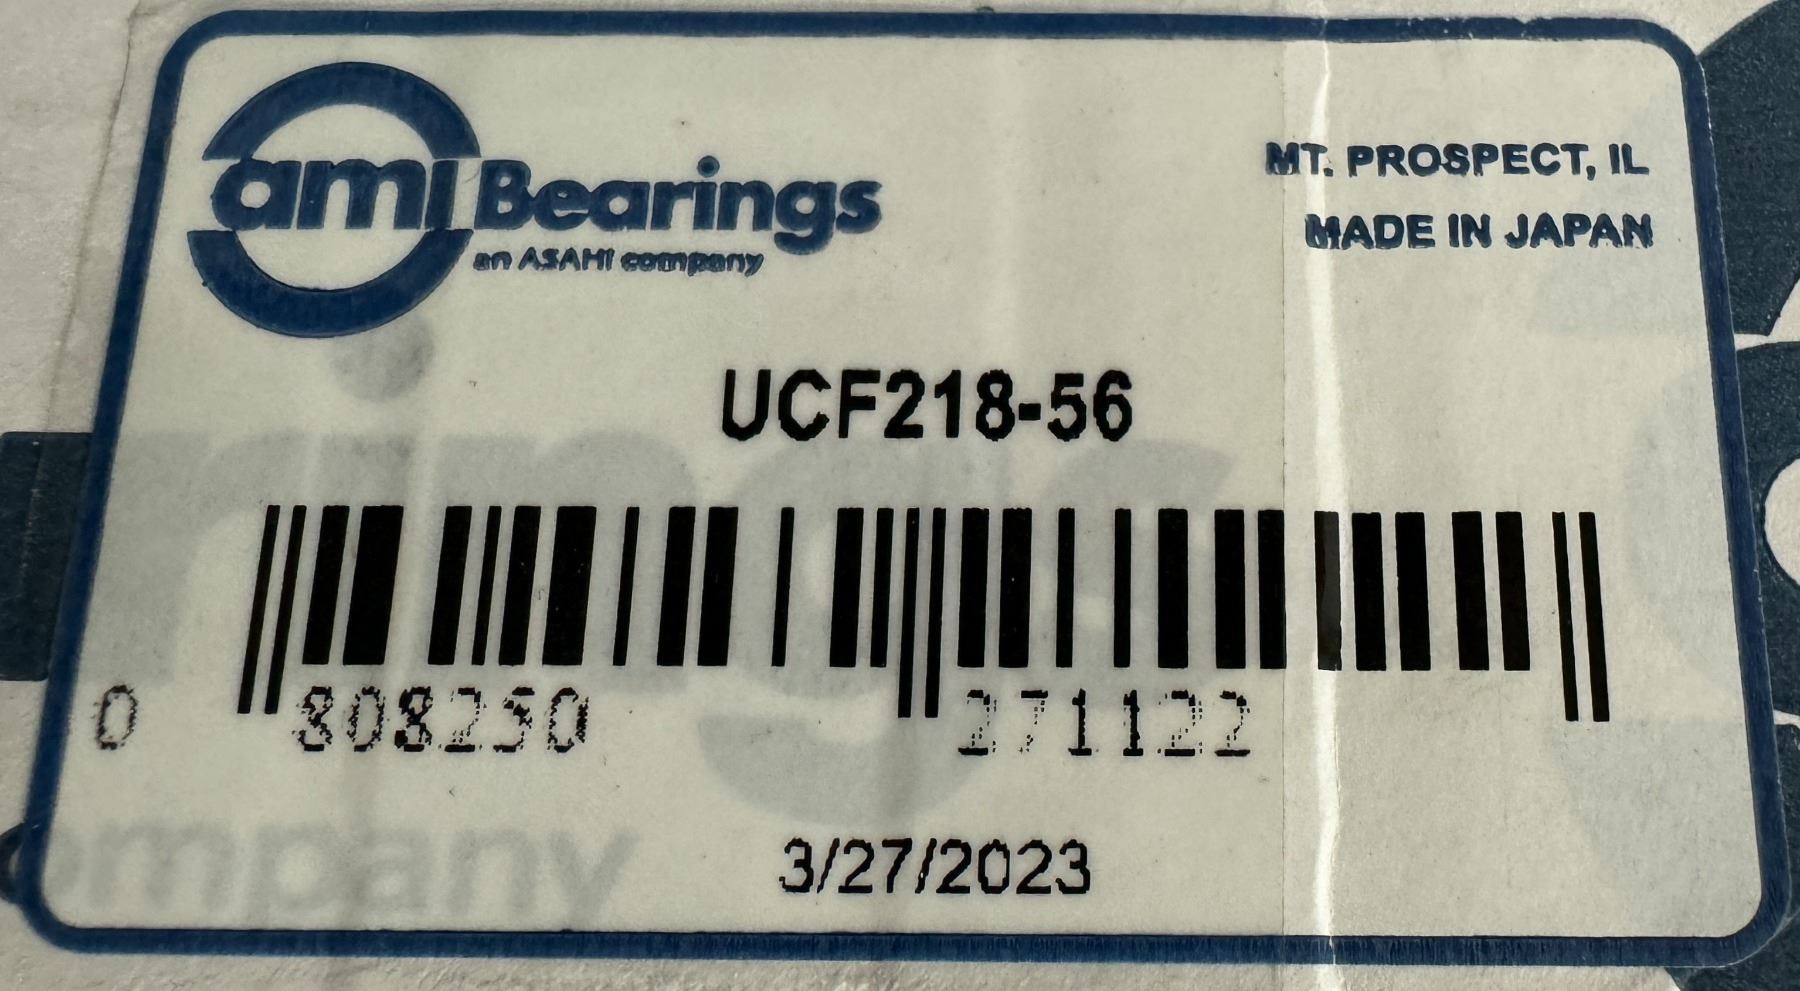 ami Bearings
an ASAHI company
MT. PROSPECT, IL
MADE IN JAPAN
UCF218-56
0 808250 271122
3/27/2023